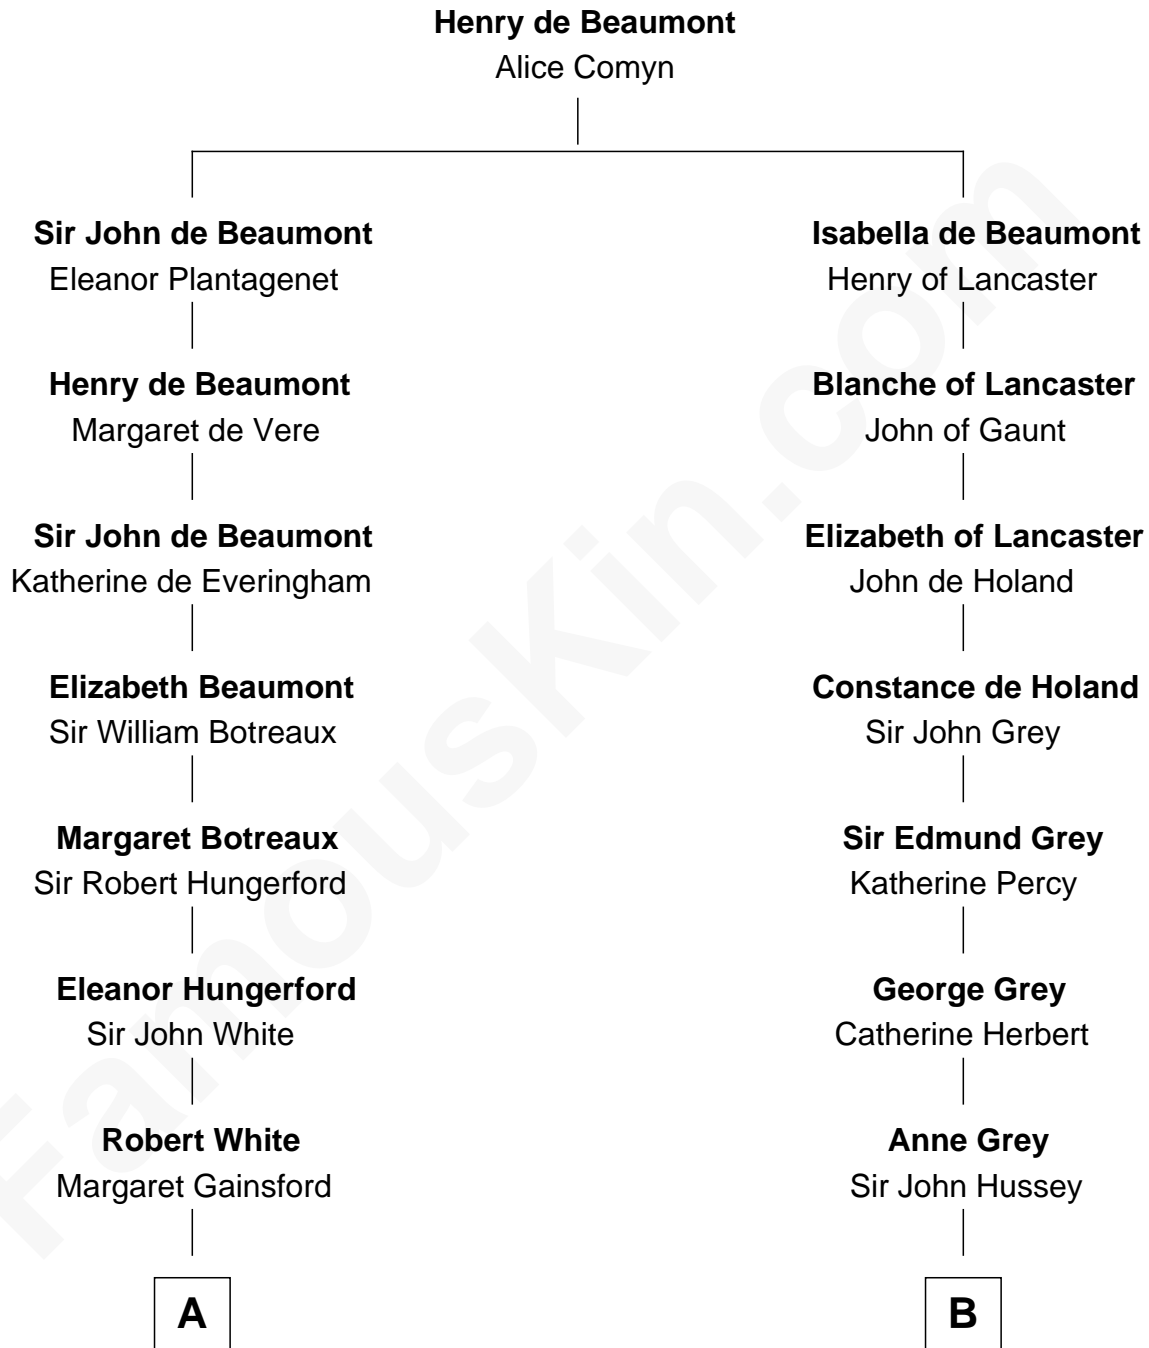 Henry de Beaumont
Alice Comyn
Sir John de Beaumont
Eleanor Plantagenet
Henry de Beaumont
Margaret de Vere
Sir John de Beaumont
Katherine de Everingham
Elizabeth Beaumont
Sir William Botreaux
Margaret Botreaux
Sir Robert Hungerford
Eleanor Hungerford
Sir John White
Robert White
Margaret Gainsford
A
Isabella de Beaumont
Henry of Lancaster
Blanche of Lancaster
John of Gaunt
Elizabeth of Lancaster
John de Holand
Constance de Holand
Sir John Grey
Sir Edmund Grey
Katherine Percy
George Grey
Catherine Herbert
Anne Grey
Sir John Hussey
B
FamousKin.com